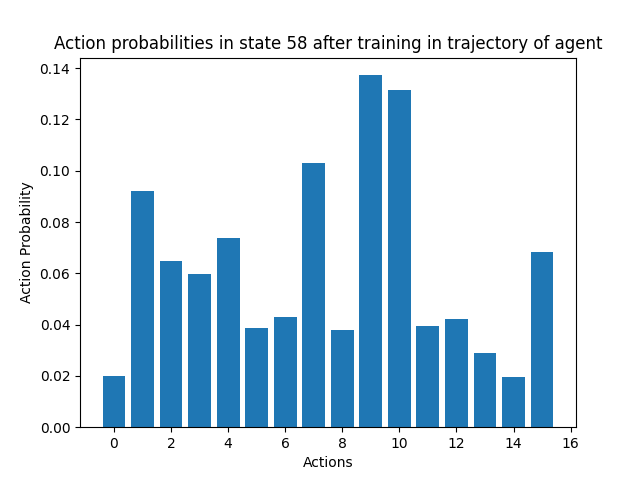 Action probabilities in state 58 after training in trajectory of agent
0.14
0.12
0.10
0.08
0.06
0.04
0.02
0.00
Action Probability
0 2 4 6 8 10 12 14 16
Actions